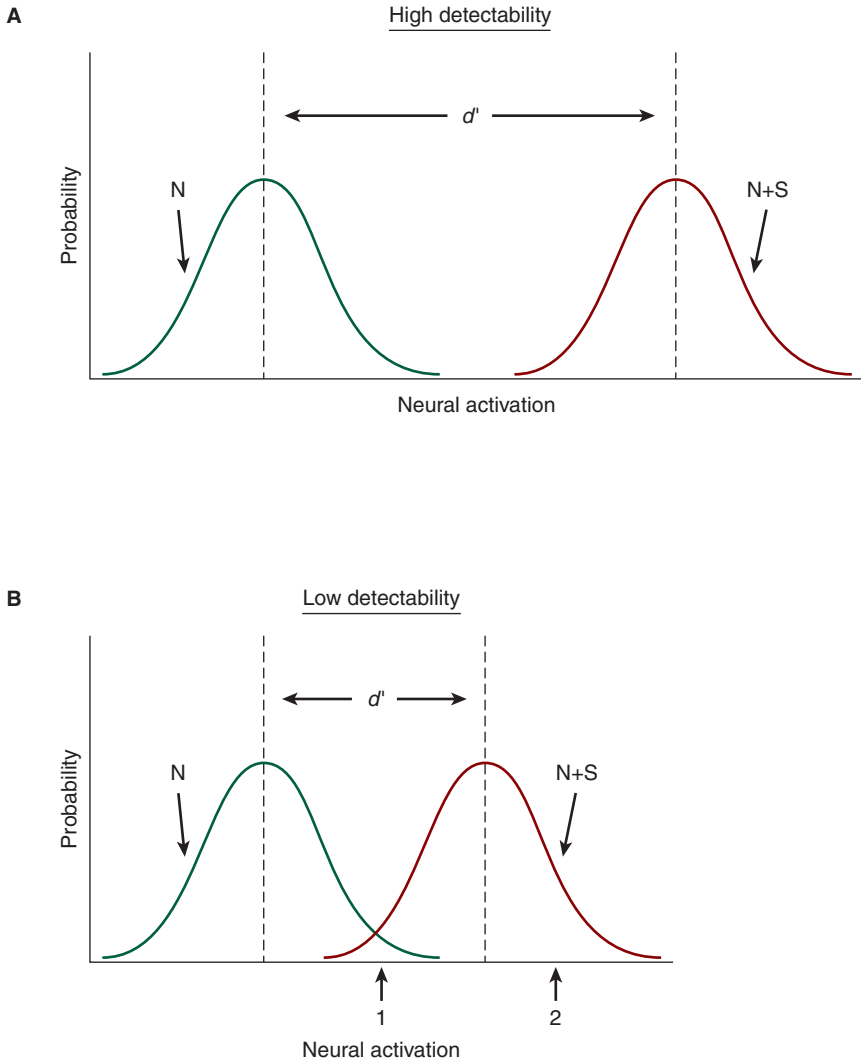 A
High detectability
d'
N
N+S
Probability
Neural activation
B
Low detectability
d'
N
N+S
Probability
1
2
Neural activation